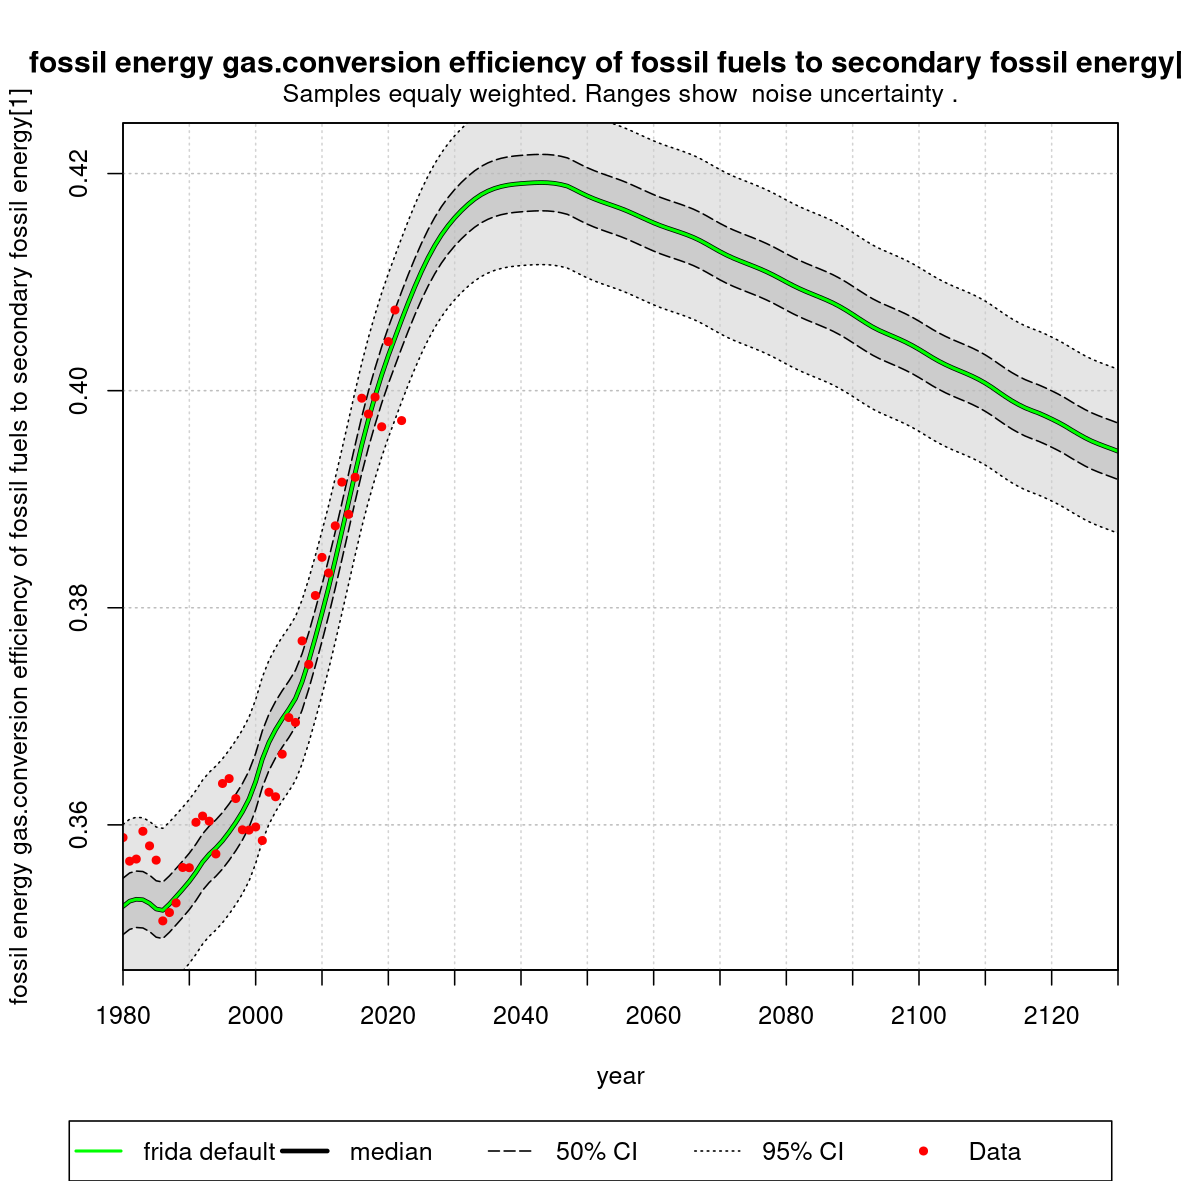 fossil energy gas.conversion efficiency of fossil fuels to secondary fossil energy|
Samples equaly weighted. Ranges show  noise uncertainty .
fossil energy gas.conversion efficiency of fossil fuels to secondary fossil energy[1]
0.42
0.40
0.38
0.36
1980 2000 2020 2040 2060 2080 2100 2120
year
frida default median 50% CI 95% CI Data